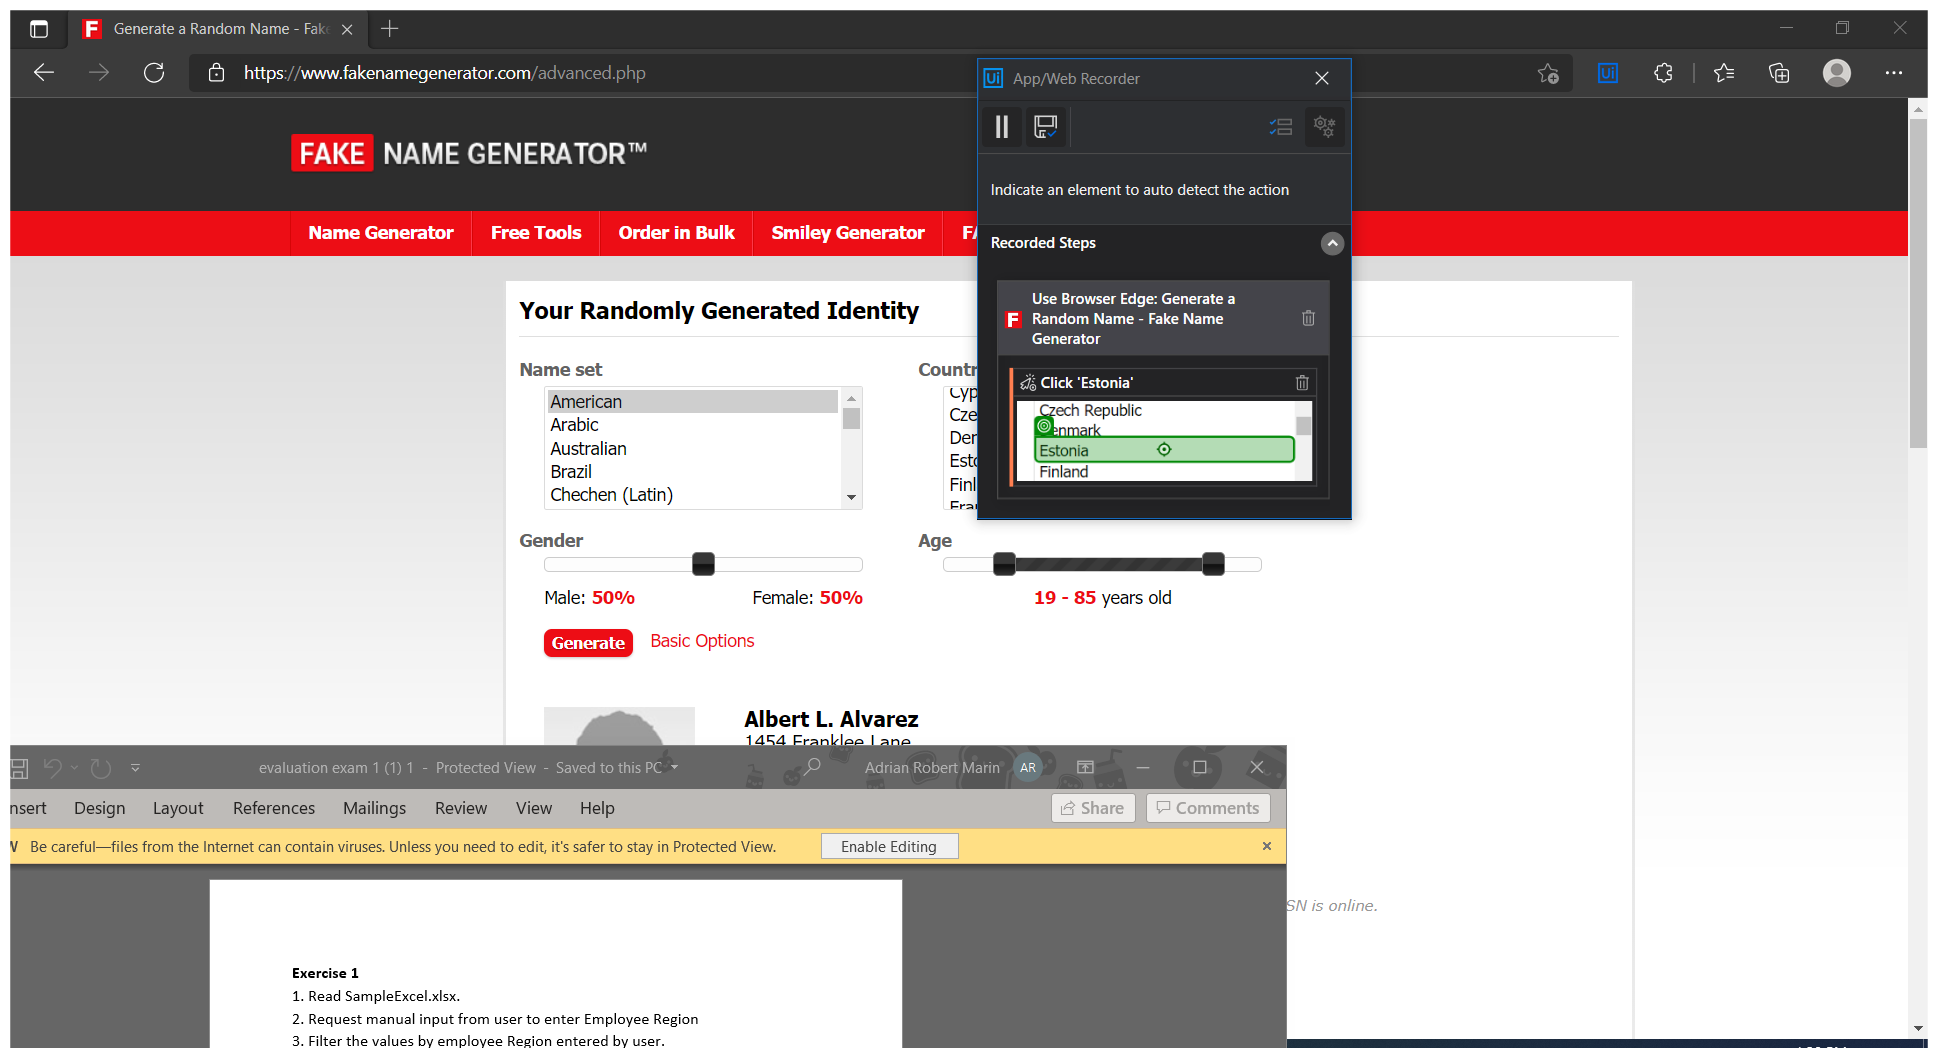 Generate a Random Name - Fak
https://www.fakenamegenerator.com/advanced.php
Ui
FAKE NAME GENERATOR™
Name Generator
Free Tools
Order in Bulk
Smiley Generator
Your Randomly Generated Identity
Name set
American
Arabic
Australian
Brazil
Chechen (Latin)
Countr
Cyp
Cze
Den
Esto
Finl
Fra
Gender
Male: 50%
Female: 50%
Age
19 - 85 years old
Generate
Basic Options
Albert L. Alvarez
1454 Franklee Lane
SN is online.
Ui App/Web Recorder
Indicate an element to auto detect the action
Recorded Steps
Use Browser Edge: Generate a
Random Name - Fake Name
Generator
Click 'Estonia'
Czech Republic
enmark
Estonia
Finland
evaluation exam 1 (1) 1 - Protected View - Saved to this PC
Adrian Robert Marin
AR
nsert
Design
Layout
References
Mailings
Review
View
Help
Share
Comments
W Be careful—files from the Internet can contain viruses. Unless you need to edit, it's safer to stay in Protected View.
Enable Editing
Exercise 1
1. Read SampleExcel.xlsx.
2. Request manual input from user to enter Employee Region
3. Filter the values by employee Region entered by user.